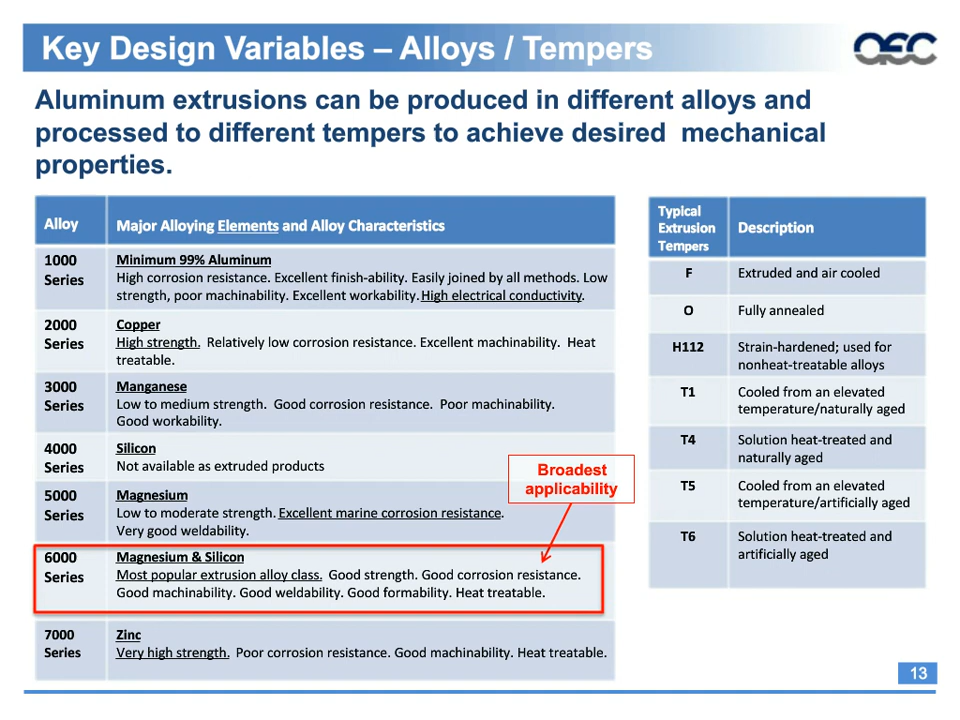 Key Design Variables – Alloys / Tempers
AEC
Aluminum extrusions can be produced in different alloys and
processed to different tempers to achieve desired mechanical
properties.
Alloy
Major Alloying Elements and Alloy Characteristics
1000
Series
Minimum 99% Aluminum
High corrosion resistance. Excellent finish-ability. Easily joined by all methods. Low
strength, poor machinability. Excellent workability. High electrical conductivity.
2000
Series
Copper
High strength. Relatively low corrosion resistance. Excellent machinability. Heat
treatable.
3000
Series
Manganese
Low to medium strength. Good corrosion resistance. Poor machinability.
Good workability.
4000
Series
Silicon
Not available as extruded products
5000
Series
Magnesium
Low to moderate strength. Excellent marine corrosion resistance.
Very good weldability.
6000
Series
Magnesium & Silicon
Most popular extrusion alloy class. Good strength. Good corrosion resistance.
Good machinability. Good weldability. Good formability. Heat treatable.
7000
Series
Zinc
Very high strength. Poor corrosion resistance. Good machinability. Heat treatable.
Broadest
applicability
Typical
Extrusion
Tempers
Description
F
Extruded and air cooled
O
Fully annealed
H112
Strain-hardened; used for
nonheat-treatable alloys
T1
Cooled from an elevated
temperature/naturally aged
T4
Solution heat-treated and
naturally aged
T5
Cooled from an elevated
temperature/artificially aged
T6
Solution heat-treated and
artificially aged
13